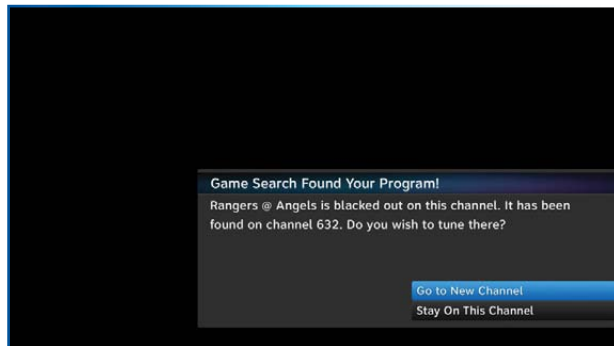 Game Search Found Your Program!
Rangers @ Angels is blacked out on this channel. It has been
found on channel 632. Do you wish to tune there?
Go to New Channel
Stay On This Channel